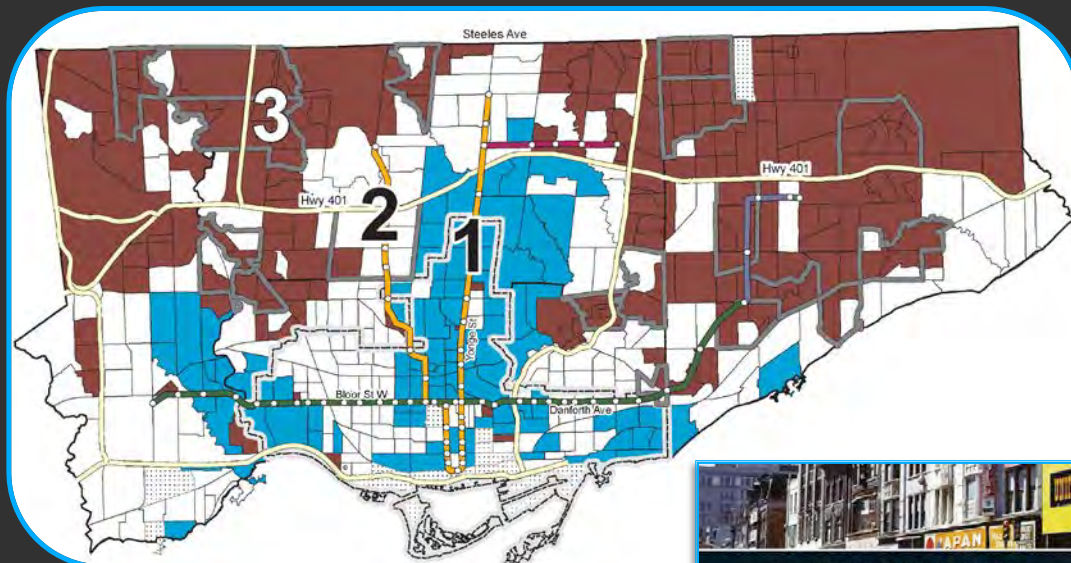 Steeles Ave
3
Hwy 401
Hwy 401
2
1
Yonge St
Bloor St W
Danforth Ave
JAPAN